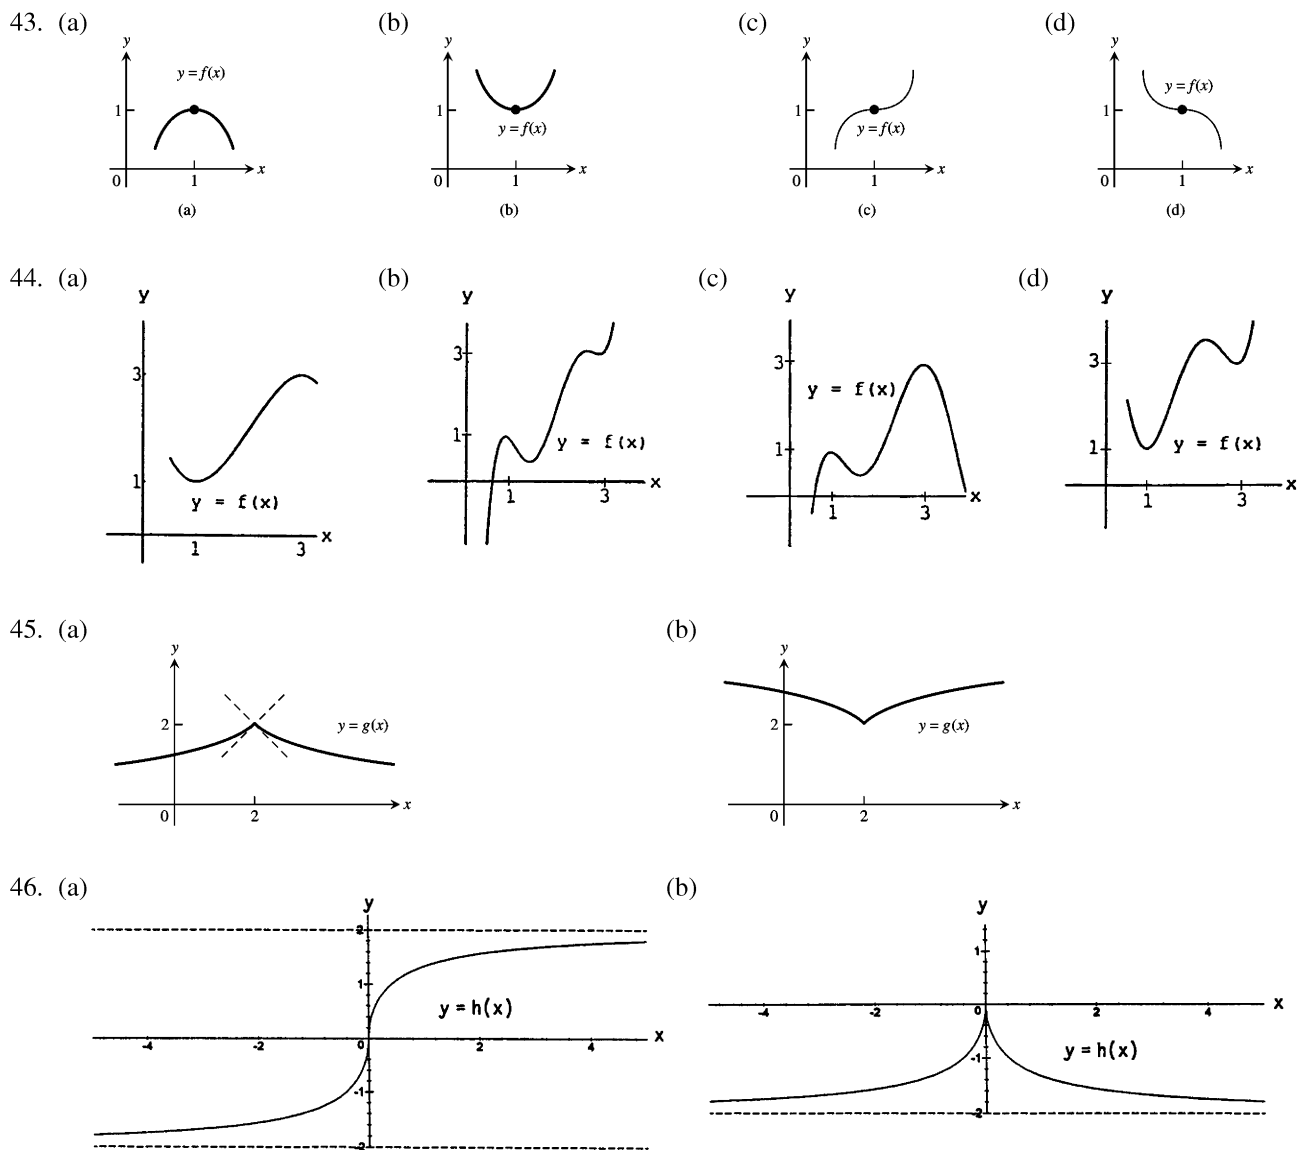 43. (a) (b) (c) (d)
y y y y
y = f(x)
y = f(x)
1 1 1 1
y = f(x) y = f(x)
0 1 x 0 1 x 0 1 x 0 1 x
(a) (b) (c) (d)
44. (a) (b) (c) (d)
y y y y
3 3 3 3
y = f(x)
1 1 1 1
y = f(x) y = f(x) y = f(x)
x x x x
1 3 1 3 1 3 1 3
45. (a) (b)
y y
2 y = g(x) 2 y = g(x)
x x
0 2 0 2
46. (a) (b)
y y
2
1 1
y = h(x)
x x
-4 -2 0 2 4 -4 -2 0 2 4
-1 -1 y = h(x)
-2 -2